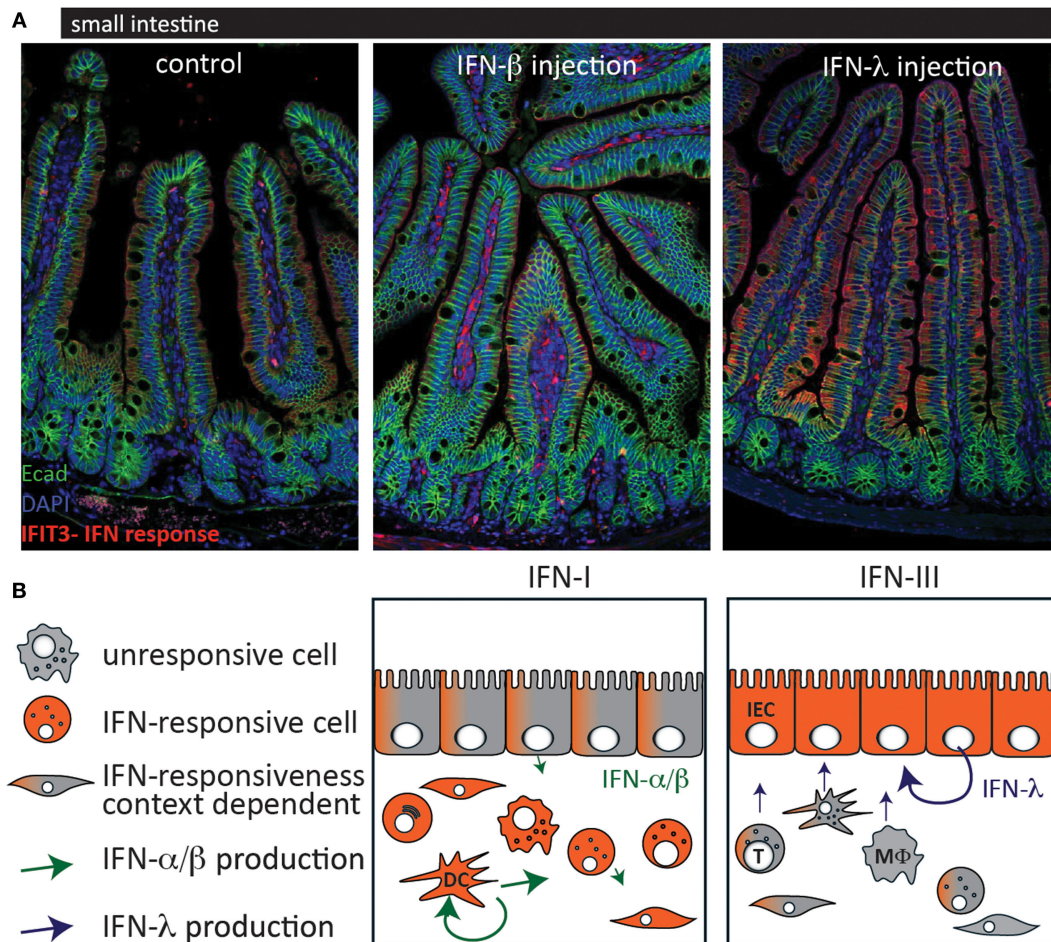 A
small intestine
control
IFN-β injection
IFN-λ injection
Ecad
DAPI
IFIT3- IFN response
B
IFN-I
IFN-III
unresponsive cell
IFN-responsive cell
IFN-responsiveness
context dependent
IFN-α/β production
IFN-λ production
IFN-α/β
DC
IEC
IFN-λ
T
MΦ